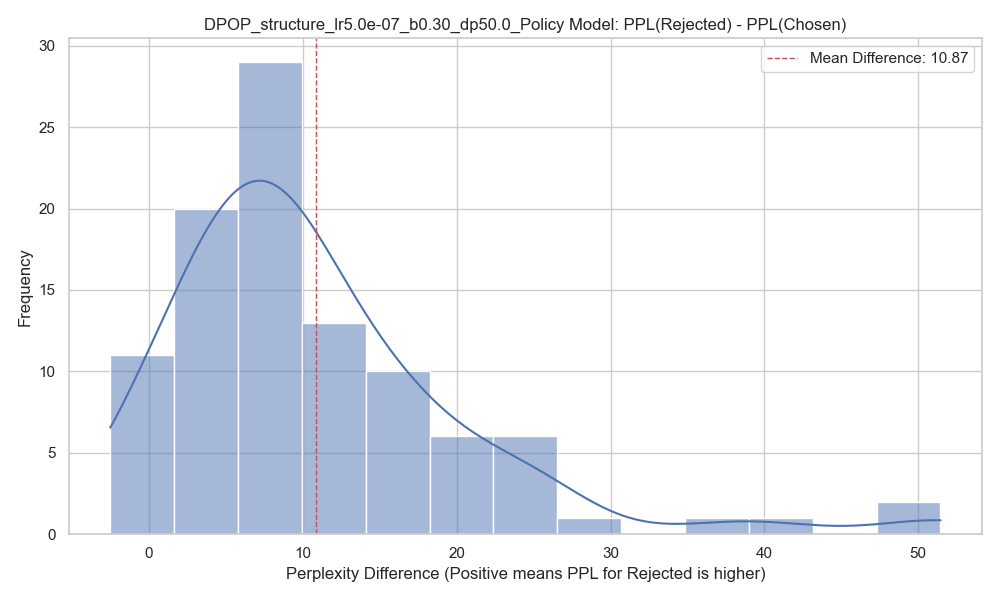 DPOP_structure_lr5.0e-07_b0.30_dp50.0_Policy Model: PPL(Rejected) - PPL(Chosen)
Mean Difference: 10.87
Frequency
30
25
20
15
10
5
0
0 10 20 30 40 50
Perplexity Difference (Positive means PPL for Rejected is higher)